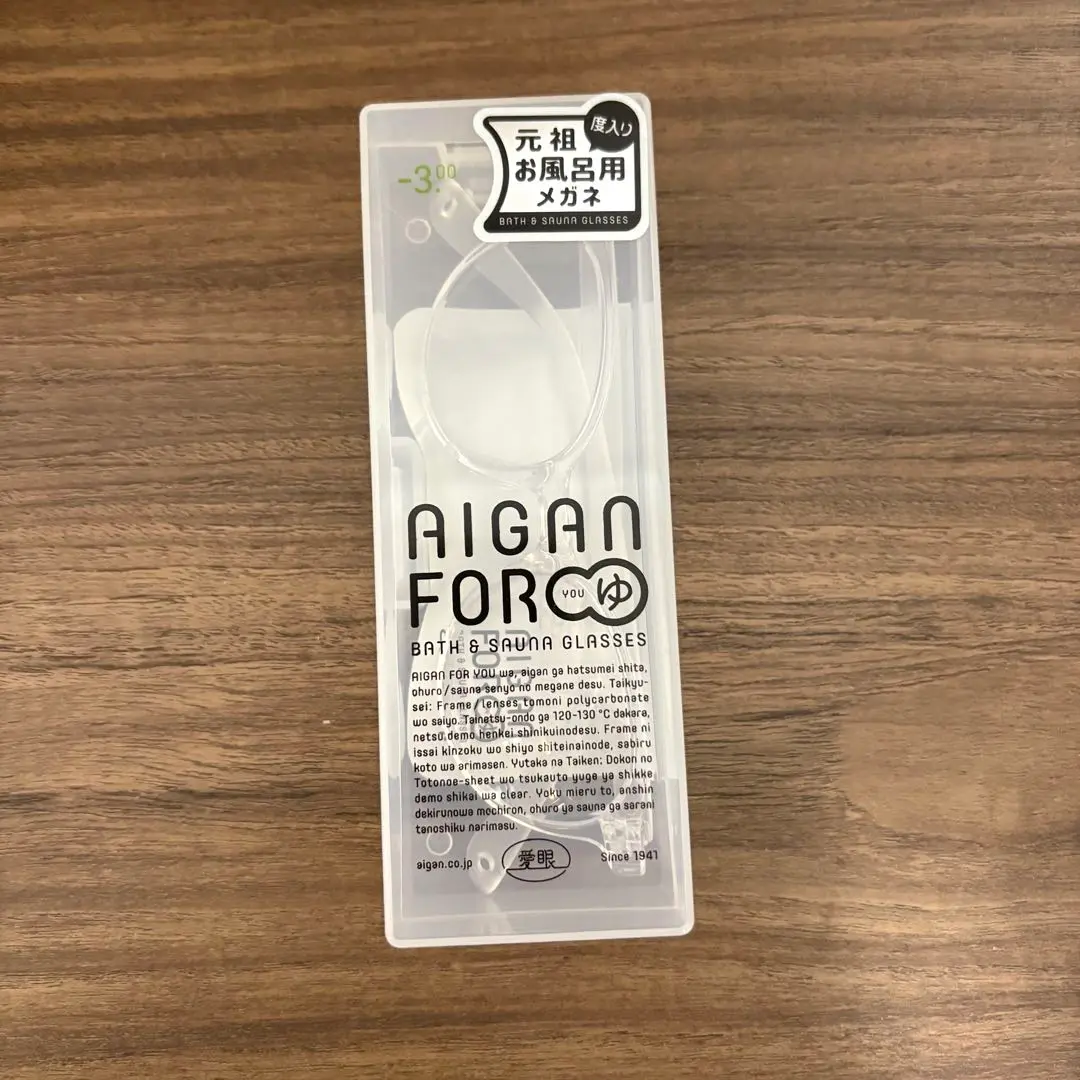 -3.00
度入り
元祖
お風呂用
メガネ
BATH & SAUNA GLASSES
AIGAN
FOR YOU ゆ
BATH & SAUNA GLASSES
AIGAN FOR YOU wa, aigan ga hatsumei shita,
ohuro/sauna senyo no megane desu. Taikyu-
sei: Frame/lenses tomoni polycarbonate
wo saiyo. Tainetsu-ondo ga 120-130 °C dakara,
netsu demo henkei shinikuinodesu. Frame ni
issai kinzoku wo shiyo shiteinainode, sabiru
koto wa arimasen. Yutaka na Taiken: Dokon no
Totonoe-sheet wo tsukauto yuge ya shikke
demo shikai wa clear. Yoku mieru to, anshin
dekirunowa mochiron, ohuro ya sauna ga sarani
tanoshiku narimasu.
aigan.co.jp
愛眼
Since 1941
AIGAN
FOR